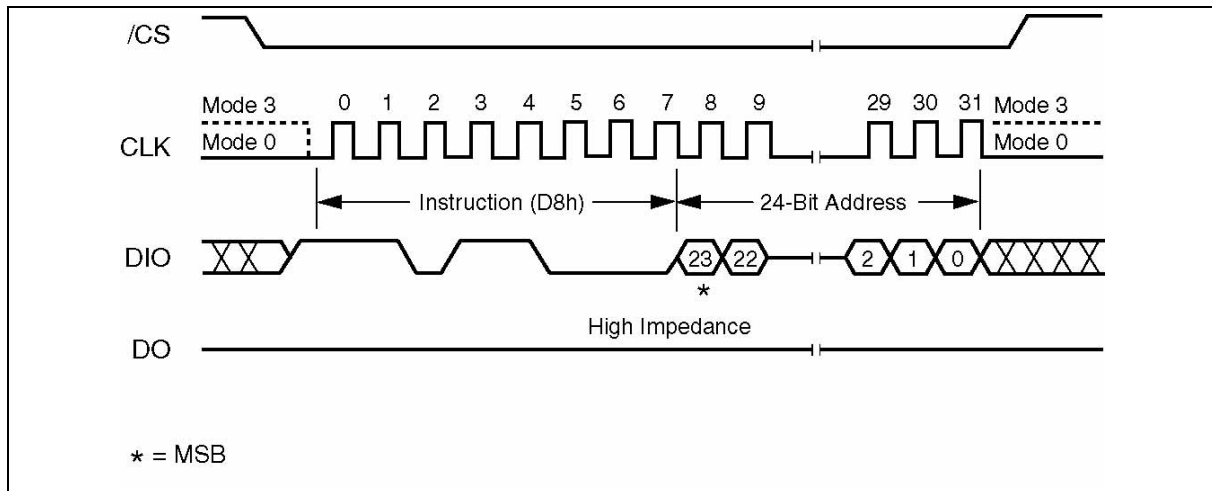 /CS
Mode 3 0 1 2 3 4 5 6 7 8 9 29 30 31 Mode 3
CLK Mode 0 Mode 0
Instruction (D8h) 24-Bit Address
DIO 23 22 2 1 0
*
High Impedance
DO
* = MSB